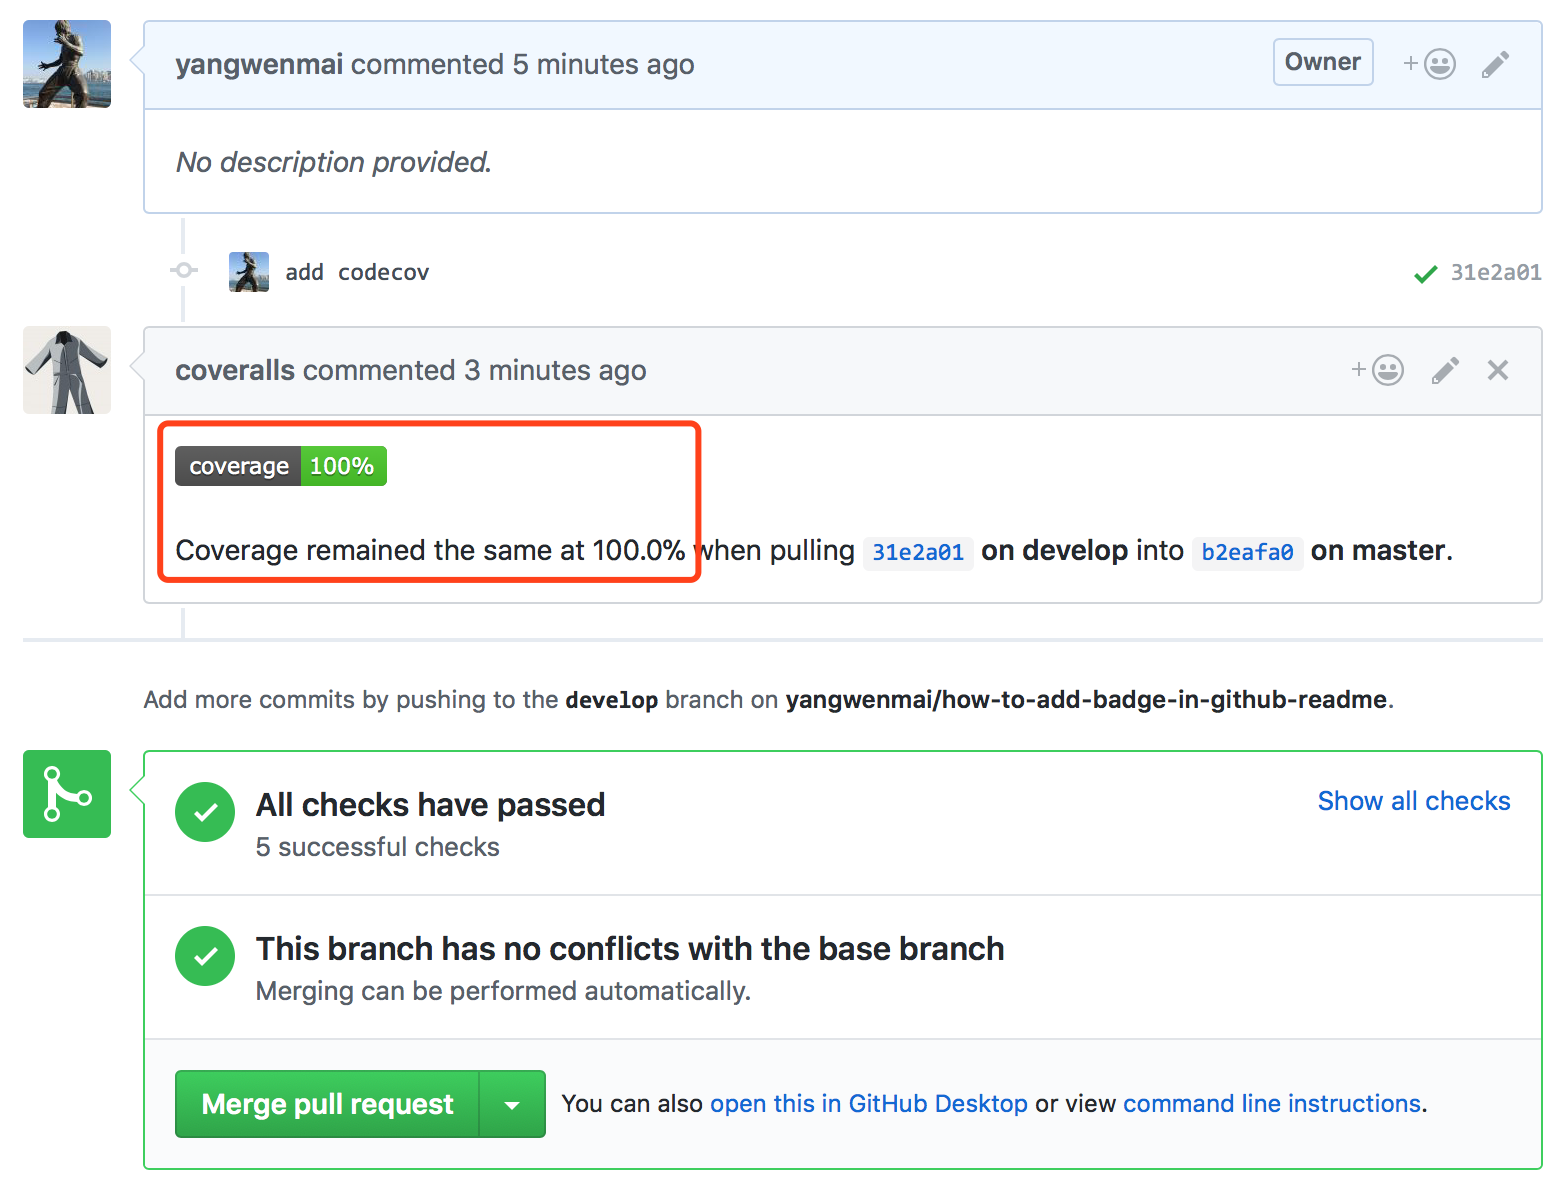 yangwenmai commented 5 minutes ago Owner
No description provided.
add codecov 31e2a01
coveralls commented 3 minutes ago
coverage 100%
Coverage remained the same at 100.0% when pulling 31e2a01 on develop into b2eafa0 on master.
Add more commits by pushing to the develop branch on yangwenmai/how-to-add-badge-in-github-readme.
All checks have passed Show all checks
5 successful checks
This branch has no conflicts with the base branch
Merging can be performed automatically.
Merge pull request You can also open this in GitHub Desktop or view command line instructions.